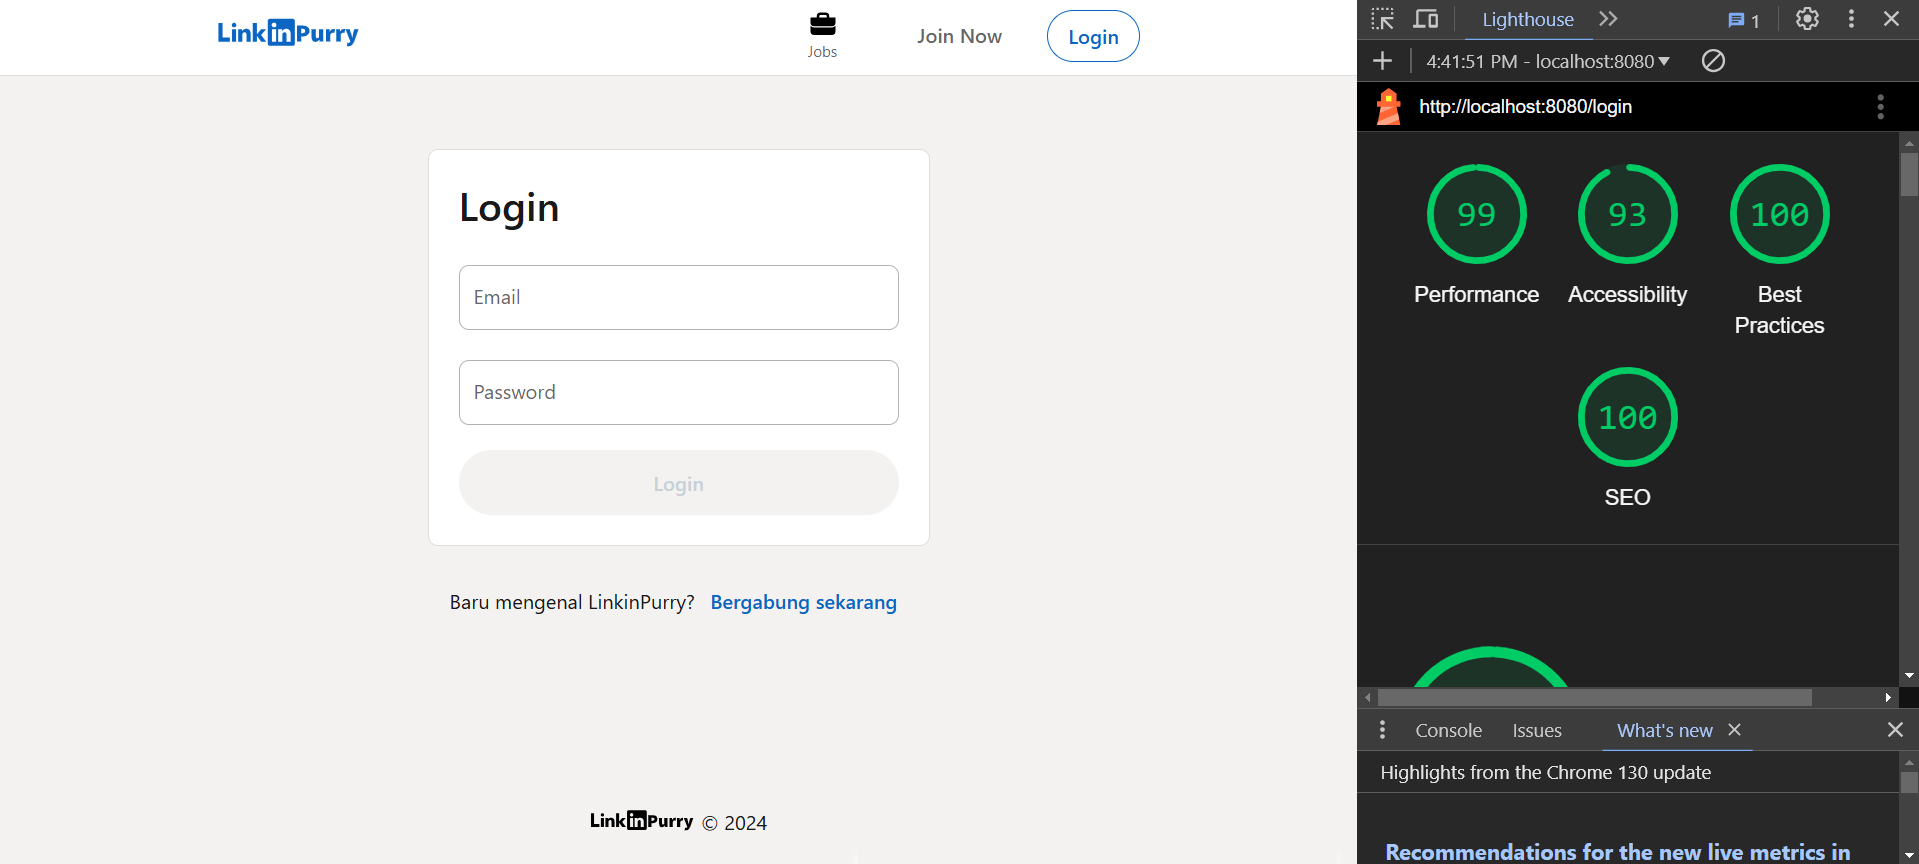 LinkinPurry
Jobs
Join Now
Login
Login
Email
Password
Login
Baru mengenal LinkinPurry? Bergabung sekarang
LinkinPurry © 2024
Lighthouse
1
4:41:51 PM - localhost:8080
http://localhost:8080/login
99
Performance
93
Accessibility
100
Best
Practices
100
SEO
Console
Issues
What's new
Highlights from the Chrome 130 update
Recommendations for the new live metrics in